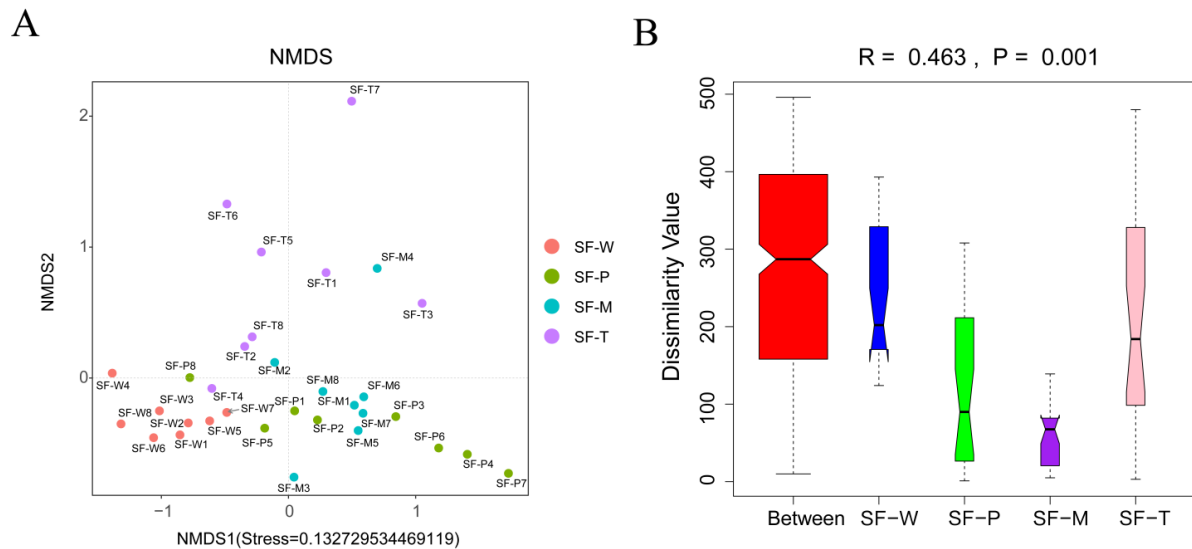 A
NMDS
NMDS2
2
1
0
−1
0
1
NMDS1(Stress=0.132729534469119)
SF-T7
SF-T6
SF-T5
SF-M4
SF-T1
SF-T3
SF-T8
SF-T2
SF-M2
SF-P8
SF-W4
SF-T4
SF-M8
SF-M6
SF-W3
SF-W7
SF-P1
SF-M1
SF-P3
SF-W8
SF-W2
SF-W5
SF-P2
SF-M7
SF-W6
SF-W1
SF-P5
SF-M5
SF-P6
SF-P4
SF-M3
SF-P7
SF-W
SF-P
SF-M
SF-T
B
R = 0.463 , P = 0.001
Dissimilarity Value
500
400
300
200
100
0
Between SF−W SF−P SF−M SF−T